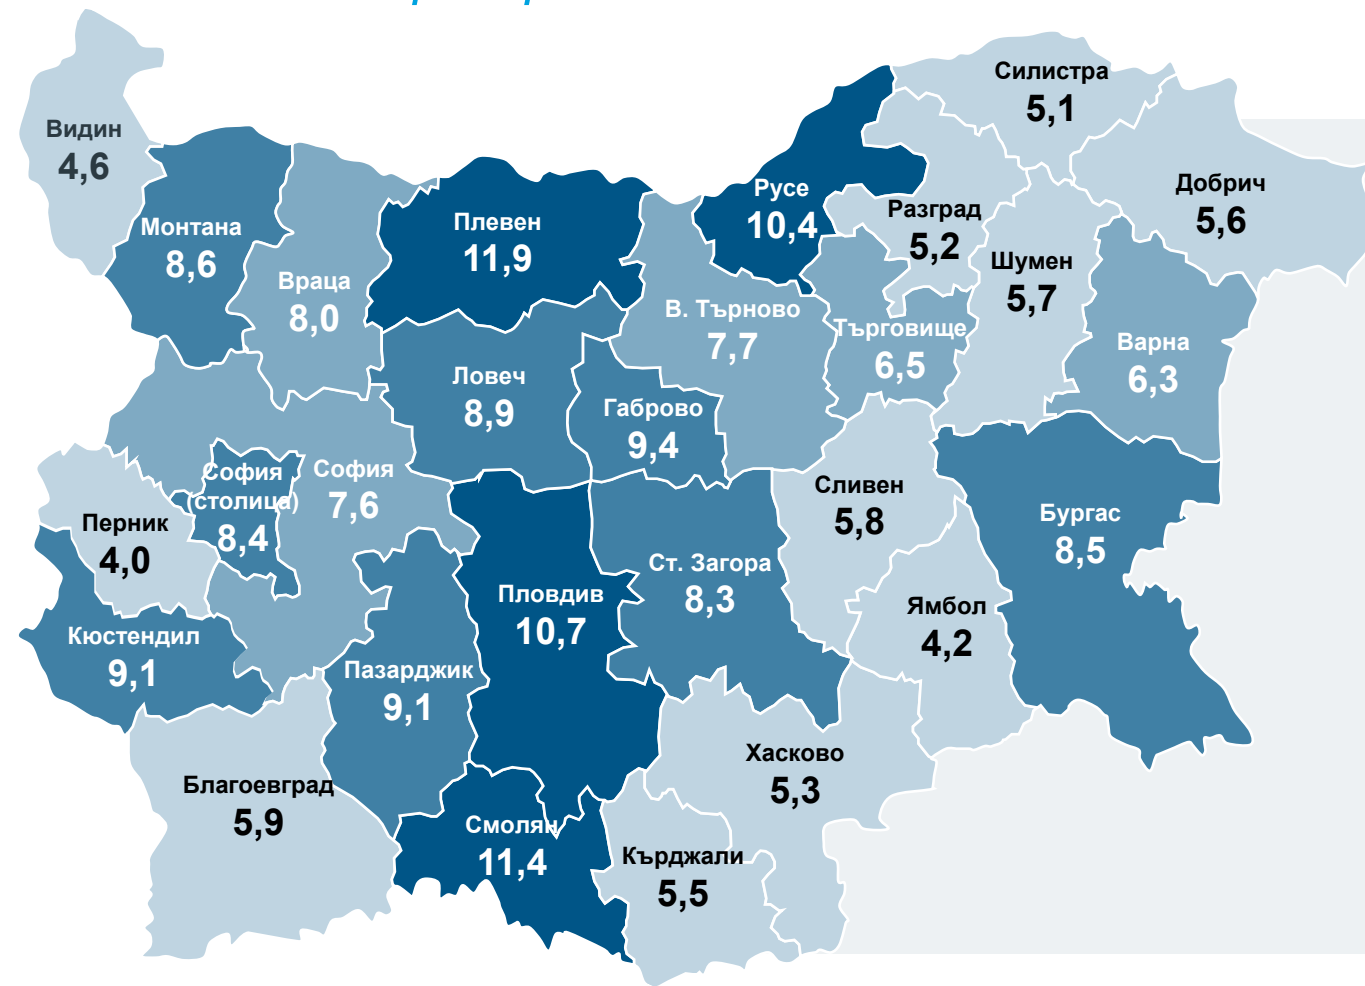 Силистра
5,1
Видин
4,6
Добрич
5,6
Русе
10,4
Разград
5,2
Монтана
8,6
Плевен
11,9
Шумен
5,7
Враца
8,0
В. Търново
7,7
Търговище
6,5
Варна
6,3
Ловеч
8,9
Габрово
9,4
София
(столица)
8,4
София
7,6
Сливен
5,8
Перник
4,0
Бургас
8,5
Ст. Загора
8,3
Пловдив
10,7
Ямбол
4,2
Кюстендил
9,1
Пазарджик
9,1
Хасково
5,3
Благоевград
5,9
Смолян
11,4
Кърджали
5,5